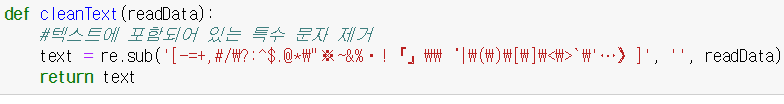 def cleanText(readData):
#텍스트에 포함되어 있는 특수 문자 제거
text = re.sub('[-=+,#/₩?:^$.@*₩"※~&%ㆍ!『』₩₩‘|₩(₩)₩[₩]₩<₩>`₩'…》]', '', readData)
return text